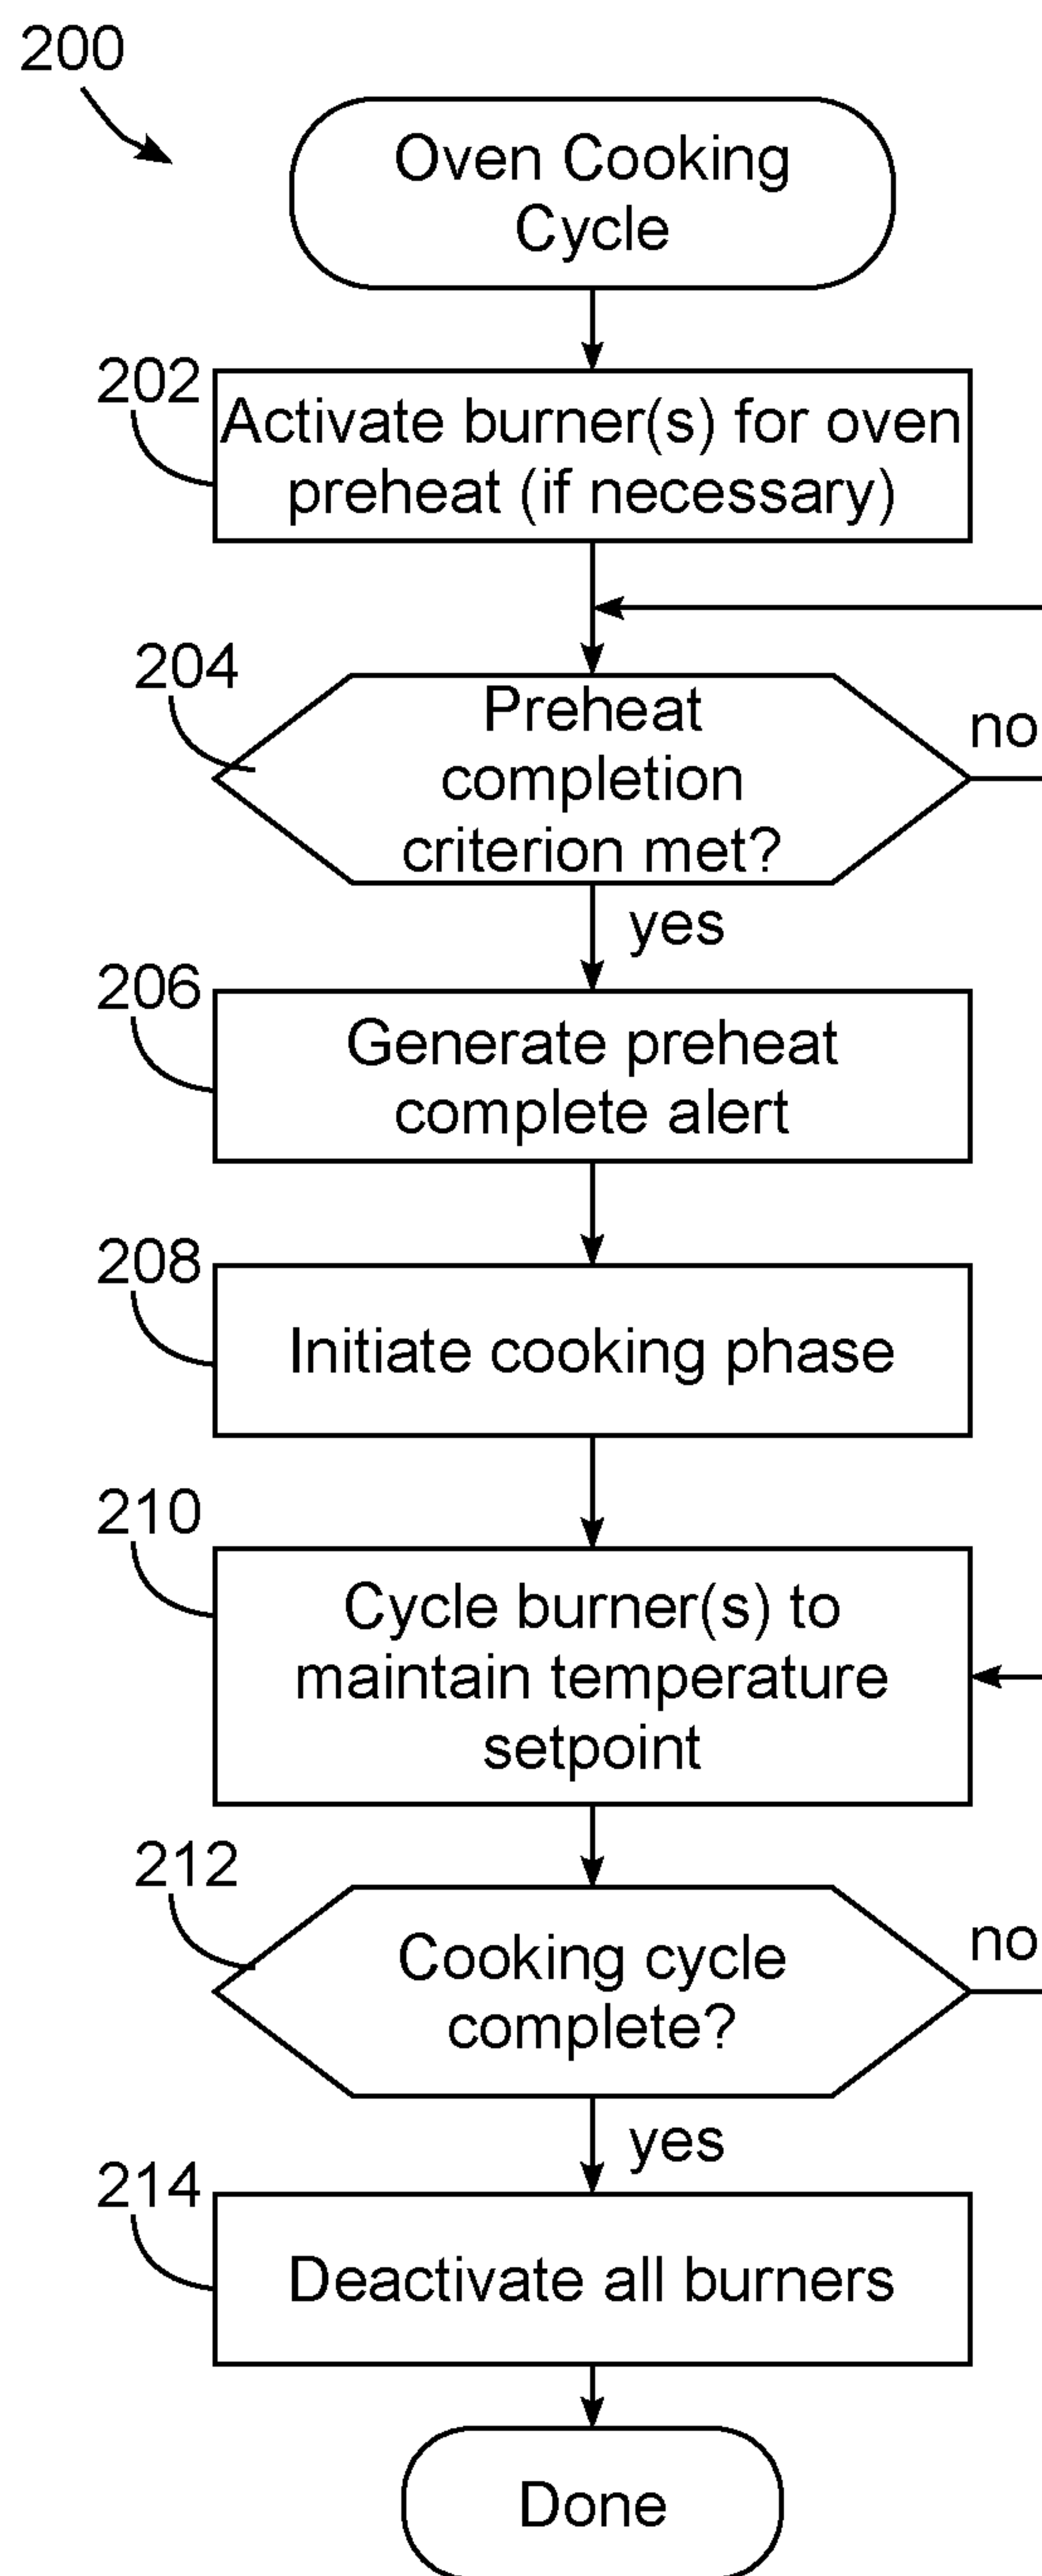 200
Oven Cooking
Cycle
202
Activate burner(s) for oven
preheat (if necessary)
204
Preheat
completion
criterion met?
no
yes
206
Generate preheat
complete alert
208
Initiate cooking phase
210
Cycle burner(s) to
maintain temperature
setpoint
212
Cooking cycle
complete?
no
yes
214
Deactivate all burners
Done